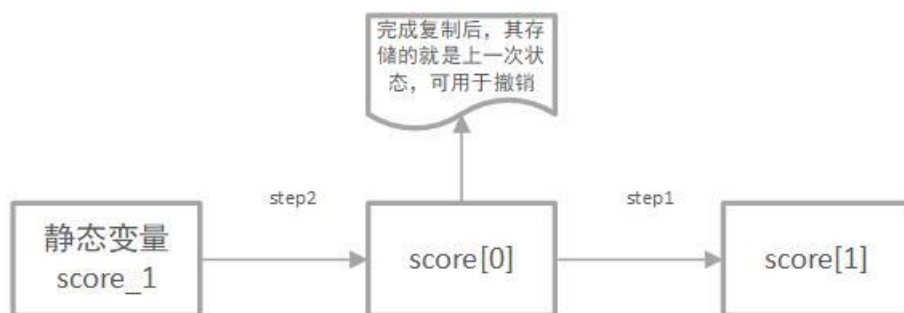 完成复制后，其存
储的就是上一次状
态，可用于撤销
step2
step1
静态变量
score_1
score[0]
score[1]